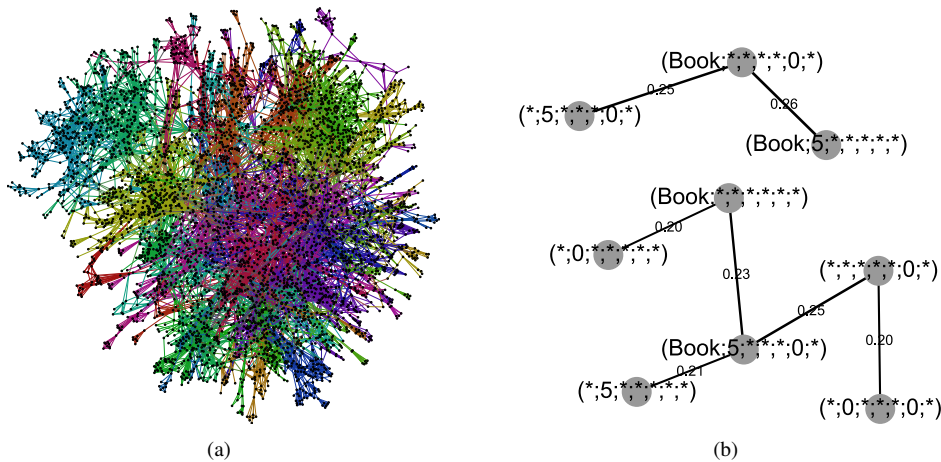 (Book;*;*;*;*;0;*)
0.25
0.26
(*;5;*;*;*;0;*)
(Book;5;*;*;*;*;*)
(Book;*;*;*;*;*;*)
0.20
(*;0;*;*;*;*;*)
0.23
(*;*;*;*;*;0;*)
0.25
0.20
(Book;5;*;*;*;0;*)
0.21
(*;5;*;*;*;*;*)
(*;0;*;*;*;0;*)
(a)
(b)